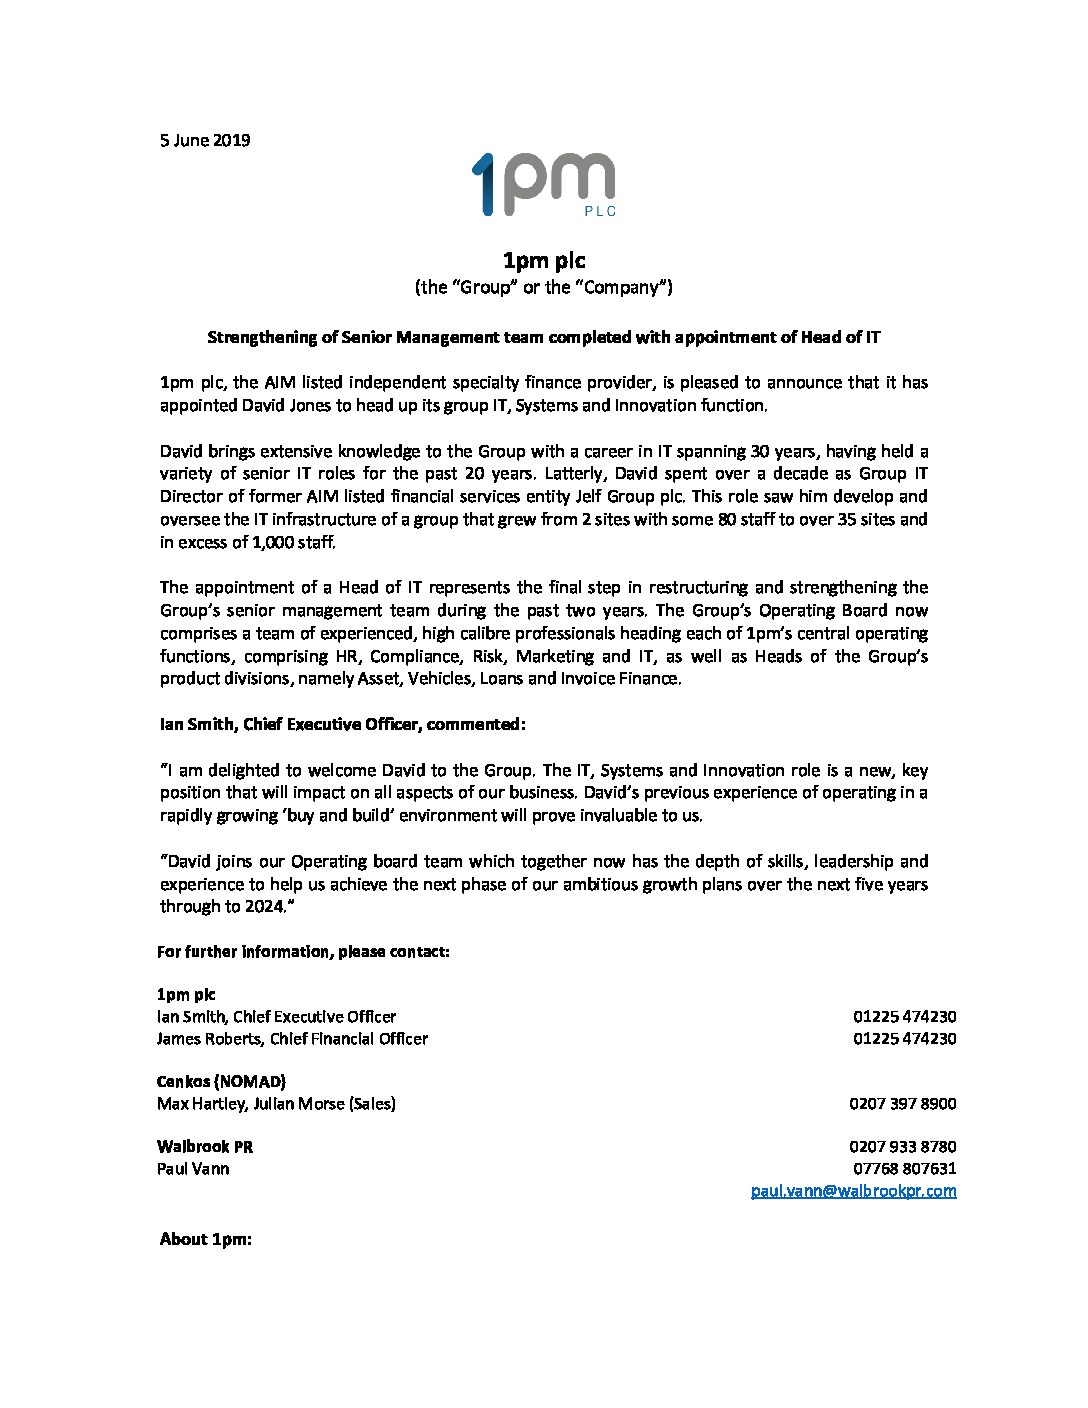 5 June 2019
1pm
PLC
1pm plc
(the “Group” or the “Company”)
Strengthening of Senior Management team completed with appointment of Head of IT
1pm plc, the AIM listed independent specialty finance provider, is pleased to announce that it has
appointed David Jones to head up its group IT, Systems and Innovation function.
David brings extensive knowledge to the Group with a career in IT spanning 30 years, having held a
variety of senior IT roles for the past 20 years. Latterly, David spent over a decade as Group IT
Director of former AIM listed financial services entity Jelf Group plc. This role saw him develop and
oversee the IT infrastructure of a group that grew from 2 sites with some 80 staff to over 35 sites and
in excess of 1,000 staff.
The appointment of a Head of IT represents the final step in restructuring and strengthening the
Group’s senior management team during the past two years. The Group’s Operating Board now
comprises a team of experienced, high calibre professionals heading each of 1pm’s central operating
functions, comprising HR, Compliance, Risk, Marketing and IT, as well as Heads of the Group’s
product divisions, namely Asset, Vehicles, Loans and Invoice Finance.
Ian Smith, Chief Executive Officer, commented:
“I am delighted to welcome David to the Group. The IT, Systems and Innovation role is a new, key
position that will impact on all aspects of our business. David’s previous experience of operating in a
rapidly growing ‘buy and build’ environment will prove invaluable to us.
“David joins our Operating board team which together now has the depth of skills, leadership and
experience to help us achieve the next phase of our ambitious growth plans over the next five years
through to 2024.”
For further information, please contact:
1pm plc
Ian Smith, Chief Executive Officer 01225 474230
James Roberts, Chief Financial Officer 01225 474230
Cenkos (NOMAD)
Max Hartley, Julian Morse (Sales) 0207 397 8900
Walbrook PR 0207 933 8780
Paul Vann 07768 807631
paul.vann@walbrookpr.com
About 1pm: